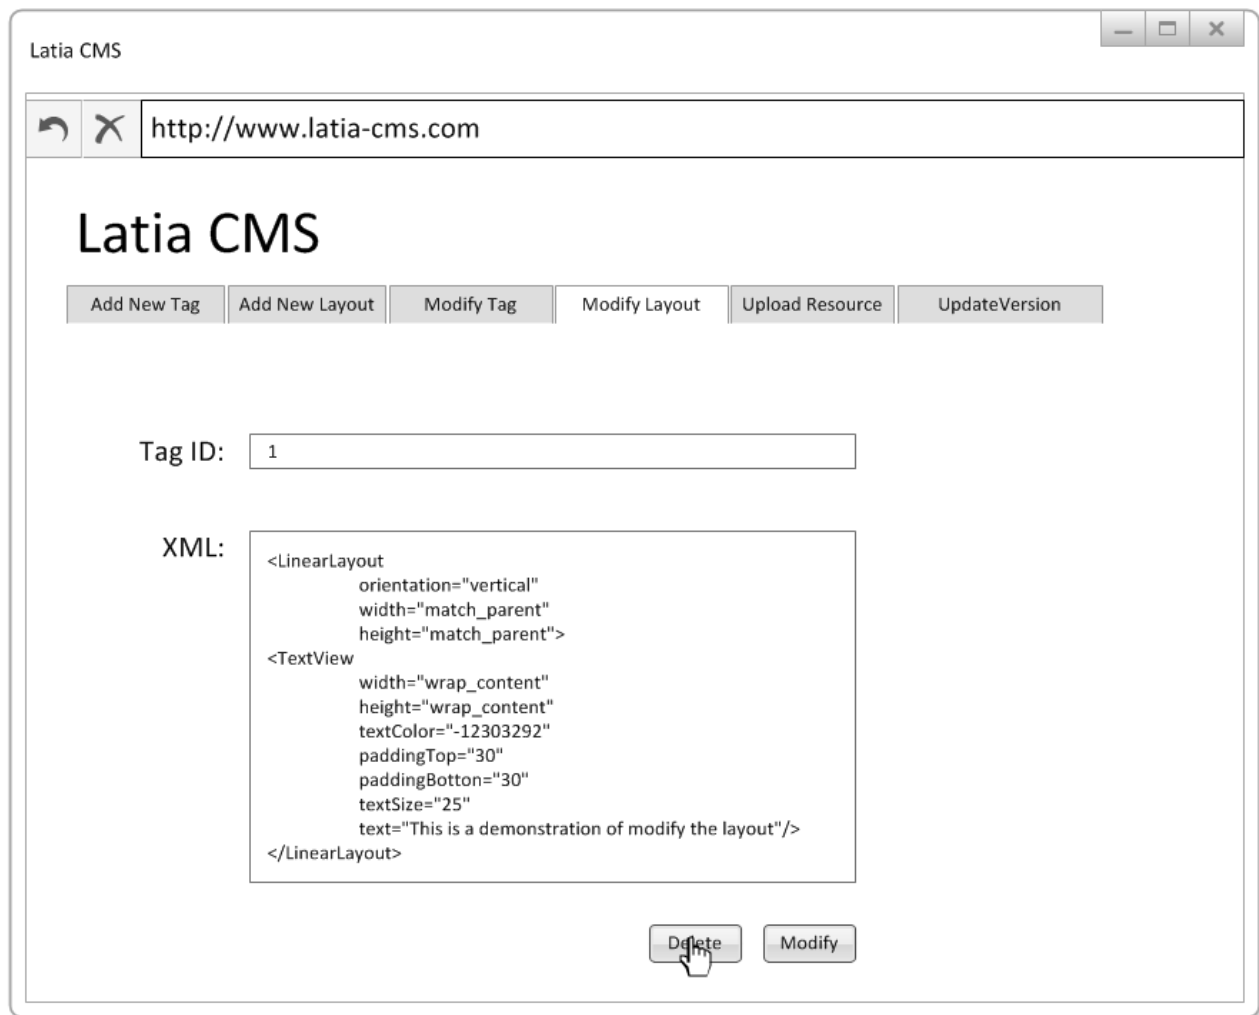 Latia CMS
http://www.latia-cms.com
Latia CMS
Add New Tag Add New Layout Modify Tag Modify Layout Upload Resource UpdateVersion
Tag ID: 1
XML:
<LinearLayout
orientation="vertical"
width="match_parent"
height="match_parent">
<TextView
width="wrap_content"
height="wrap_content"
textColor="-12303292"
paddingTop="30"
paddingBotton="30"
textSize="25"
text="This is a demonstration of modify the layout"/>
</LinearLayout>
Delete Modify